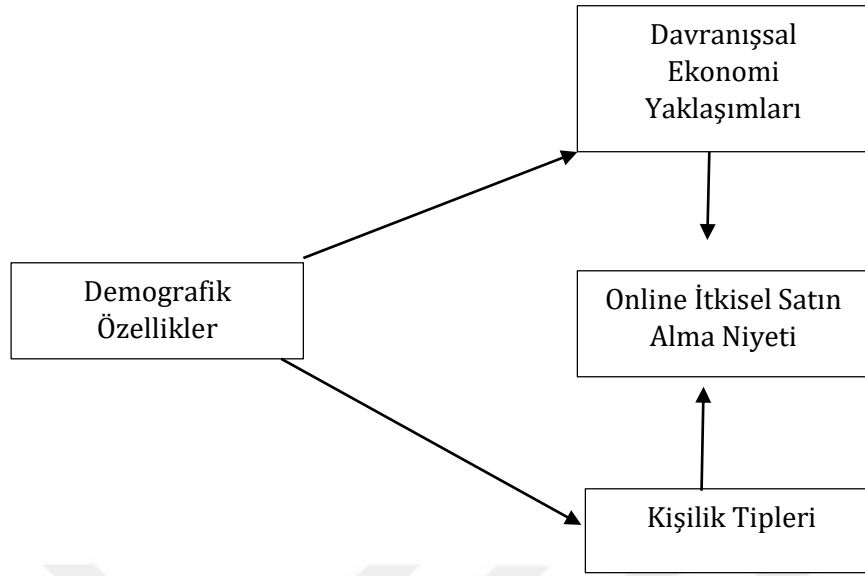 Davranışsal
Ekonomi
Yaklaşımları
Demografik
Özellikler
Online İtkisel Satın
Alma Niyeti
Kişilik Tipleri